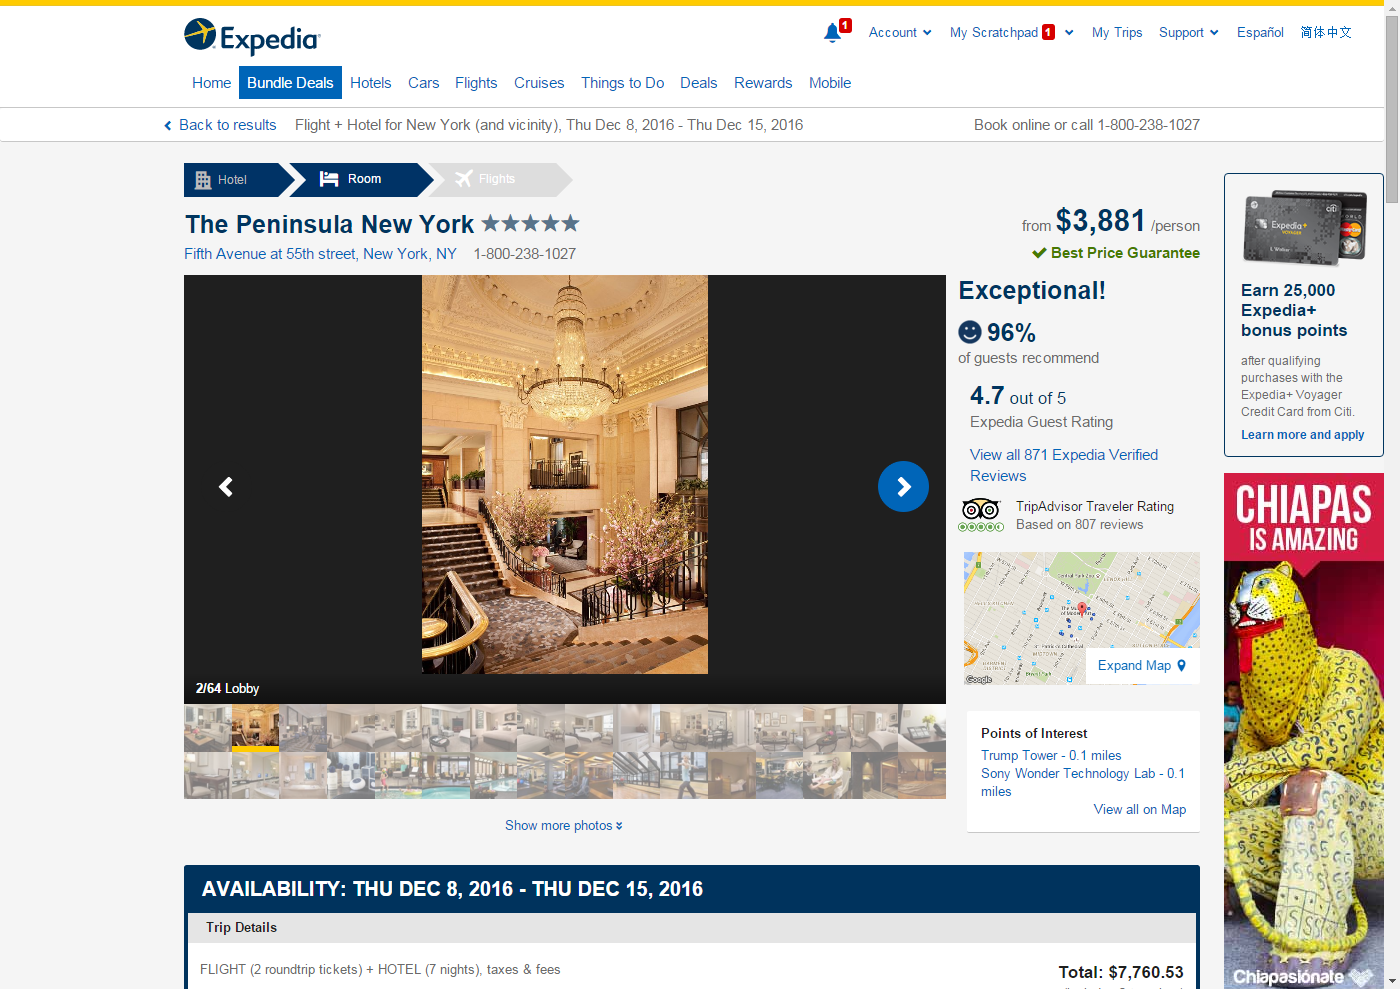 Expedia
1
Account
My Scratchpad 1
My Trips
Support
Español
简体中文
Home
Bundle Deals
Hotels
Cars
Flights
Cruises
Things to Do
Deals
Rewards
Mobile
Back to results
Flight + Hotel for New York (and vicinity), Thu Dec 8, 2016 - Thu Dec 15, 2016
Book online or call 1-800-238-1027
Hotel
Room
Flights
The Peninsula New York
from $3,881 /person
Fifth Avenue at 55th street, New York, NY
1-800-238-1027
Best Price Guarantee
2/64 Lobby
Show more photos
Exceptional!
96%
of guests recommend
4.7 out of 5
Expedia Guest Rating
View all 871 Expedia Verified
Reviews
TripAdvisor Traveler Rating
Based on 807 reviews
Google
Expand Map
Points of Interest
Trump Tower - 0.1 miles
Sony Wonder Technology Lab - 0.1
miles
View all on Map
citi
Expedia+
VOYAGER
Earn 25,000
Expedia+
bonus points
after qualifying
purchases with the
Expedia+ Voyager
Credit Card from Citi.
Learn more and apply
CHIAPAS
IS AMAZING
Chiapasiónate
AVAILABILITY: THU DEC 8, 2016 - THU DEC 15, 2016
Trip Details
FLIGHT (2 roundtrip tickets) + HOTEL (7 nights), taxes & fees
Total: $7,760.53